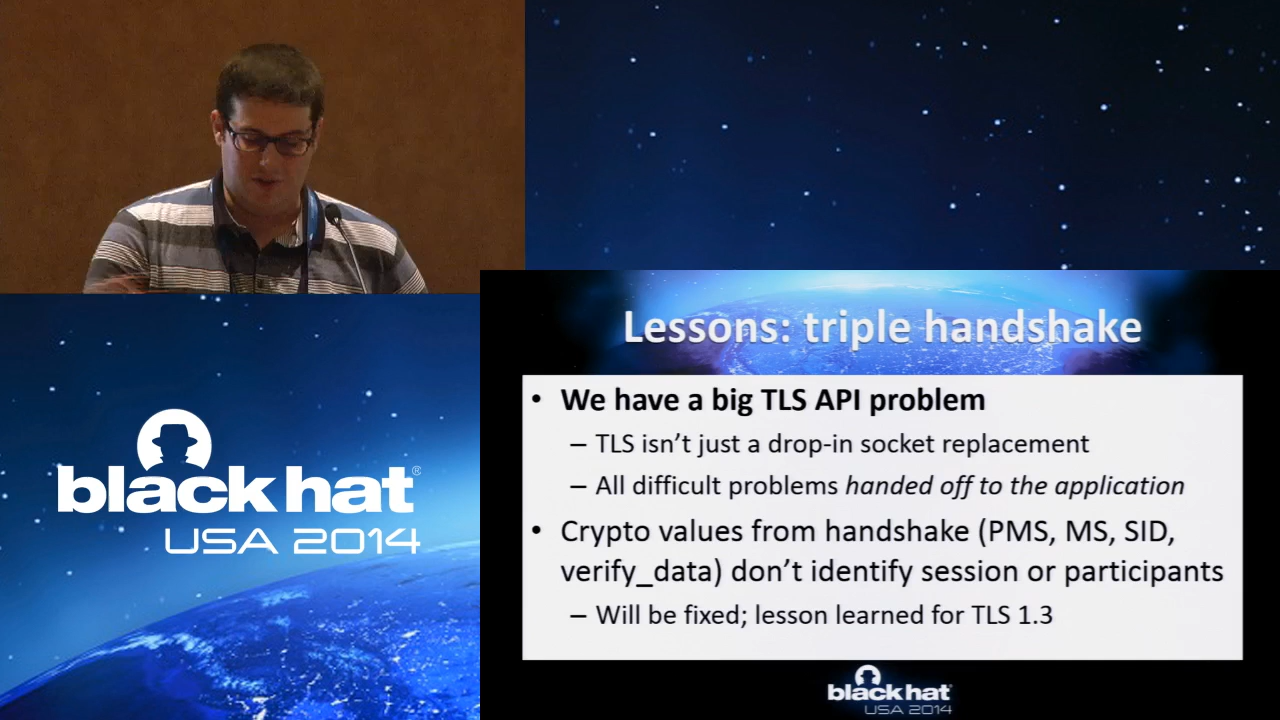 Lessons: triple handshake
• We have a big TLS API problem
– TLS isn't just a drop-in socket replacement
– All difficult problems handed off to the application
• Crypto values from handshake (PMS, MS, SID,
verify_data) don't identify session or participants
– Will be fixed; lesson learned for TLS 1.3
black hat®
USA 2014
black hat
USA 2014